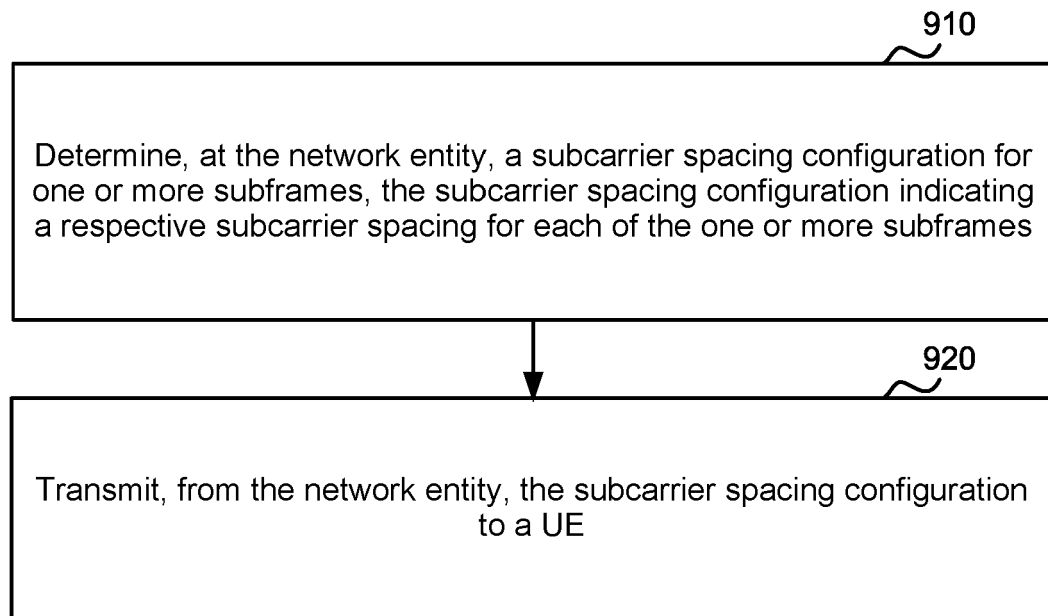 910
Determine, at the network entity, a subcarrier spacing configuration for
one or more subframes, the subcarrier spacing configuration indicating
a respective subcarrier spacing for each of the one or more subframes
920
Transmit, from the network entity, the subcarrier spacing configuration
to a UE